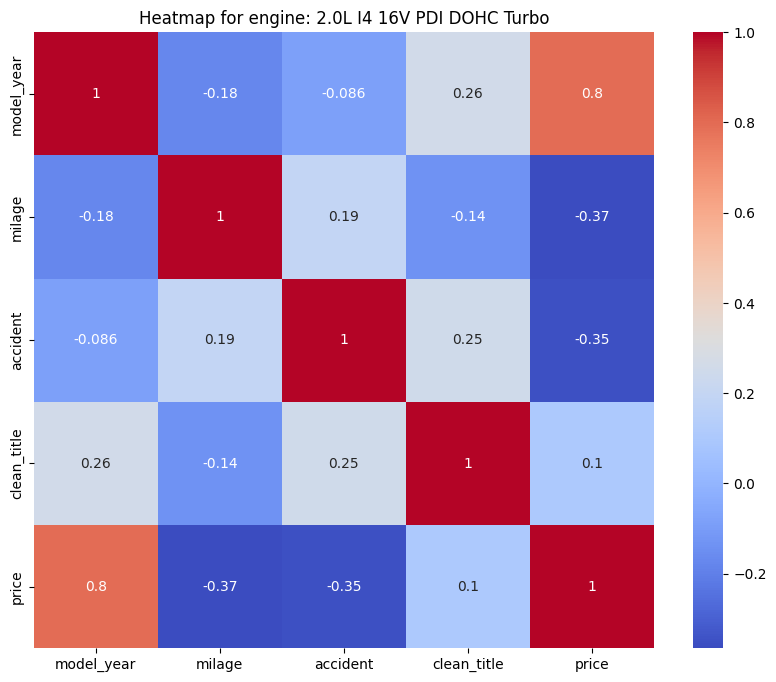 Heatmap for engine: 2.0L I4 16V PDI DOHC Turbo
model_year 1 -0.18 -0.086 0.26 0.8
milage -0.18 1 0.19 -0.14 -0.37
accident -0.086 0.19 1 0.25 -0.35
clean_title 0.26 -0.14 0.25 1 0.1
price 0.8 -0.37 -0.35 0.1 1
model_year milage accident clean_title price
1.0
0.8
0.6
0.4
0.2
0.0
−0.2